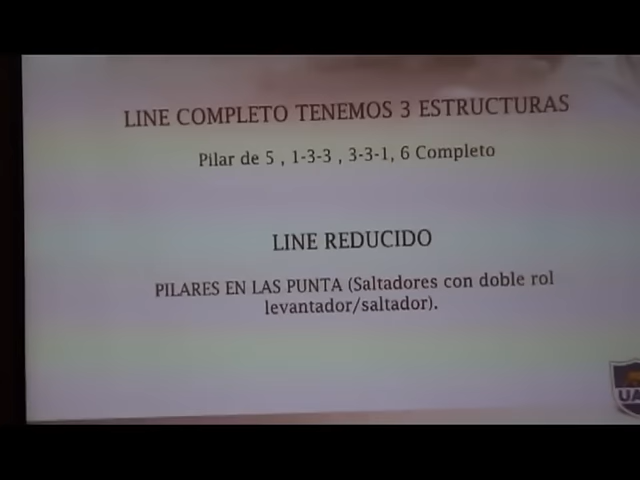 LINE COMPLETO TENEMOS 3 ESTRUCTURAS
Pilar de 5 , 1-3-3 , 3-3-1, 6 Completo
LINE REDUCIDO
PILARES EN LAS PUNTA (Saltadores con doble rol
levantador/saltador).